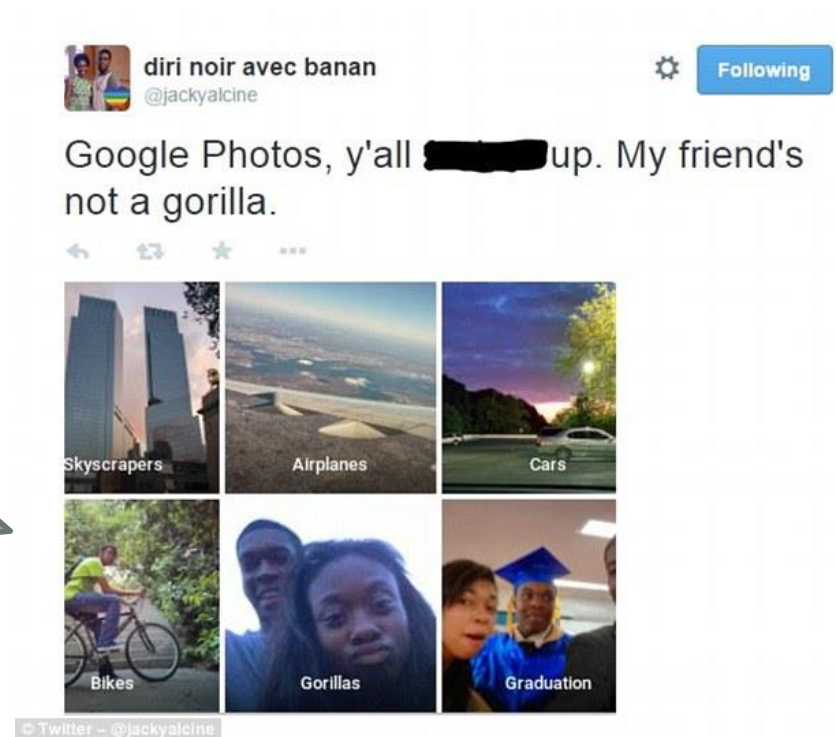 diri noir avec banan
@jackyalcine
Following
Google Photos, y'all up. My friend's
not a gorilla.
Skyscrapers
Airplanes
Cars
Bikes
Gorillas
Graduation
© Twitter – @jackyalcine